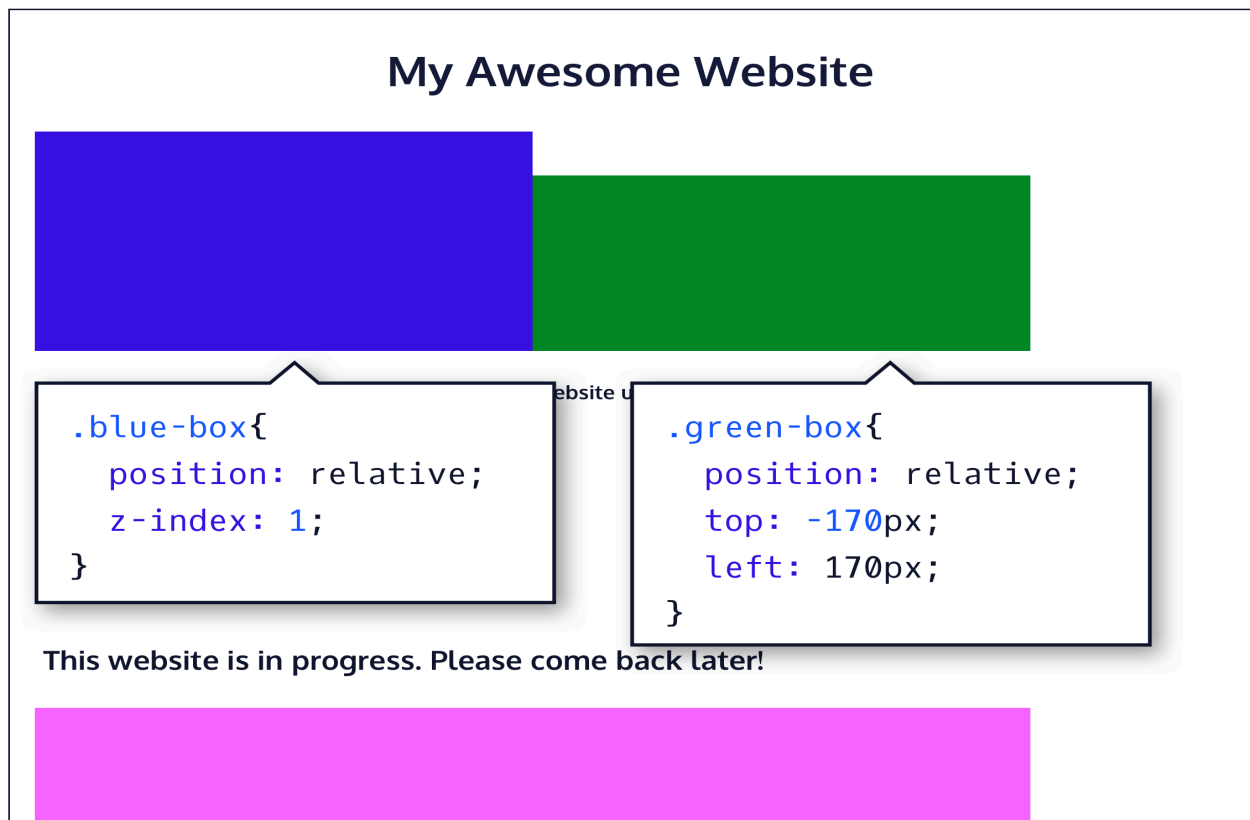 My Awesome Website
.blue-box{
  position: relative;
  z-index: 1;
}
.green-box{
  position: relative;
  top: -170px;
  left: 170px;
}
This website is in progress. Please come back later!